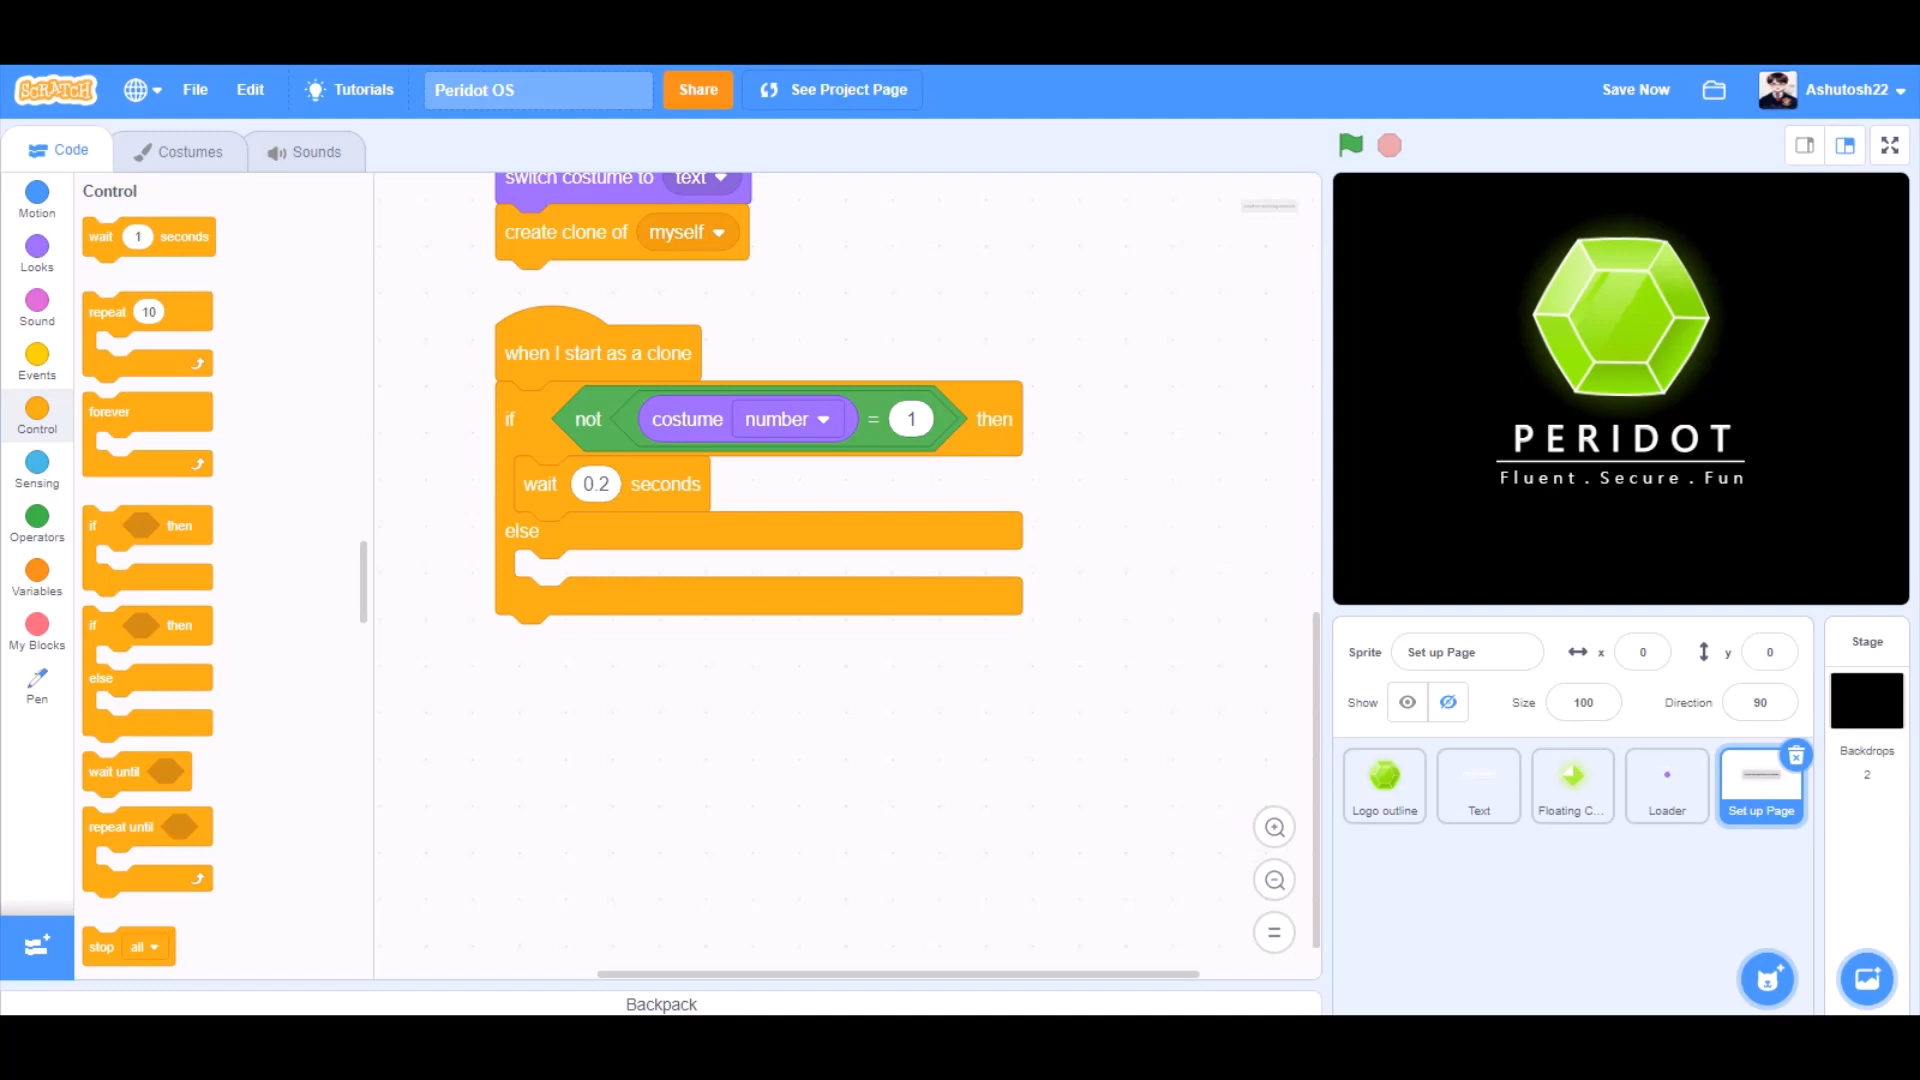 SCRATCH File Edit Tutorials Peridot OS Share See Project Page Save Now Ashutosh22
Code Costumes Sounds
Motion
Looks
Sound
Events
Control
Sensing
Operators
Variables
My Blocks
Pen
Control
wait 1 seconds
repeat 10
forever
if then
if then
else
wait until
repeat until
stop all
switch costume to text
create clone of myself
when I start as a clone
if not costume number = 1 then
wait 0.2 seconds
else
Backpack
PERIDOT
Fluent . Secure . Fun
Sprite Set up Page x 0 y 0
Show Size 100 Direction 90
Logo outline Text Floating C... Loader Set up Page
Stage
Backdrops
2